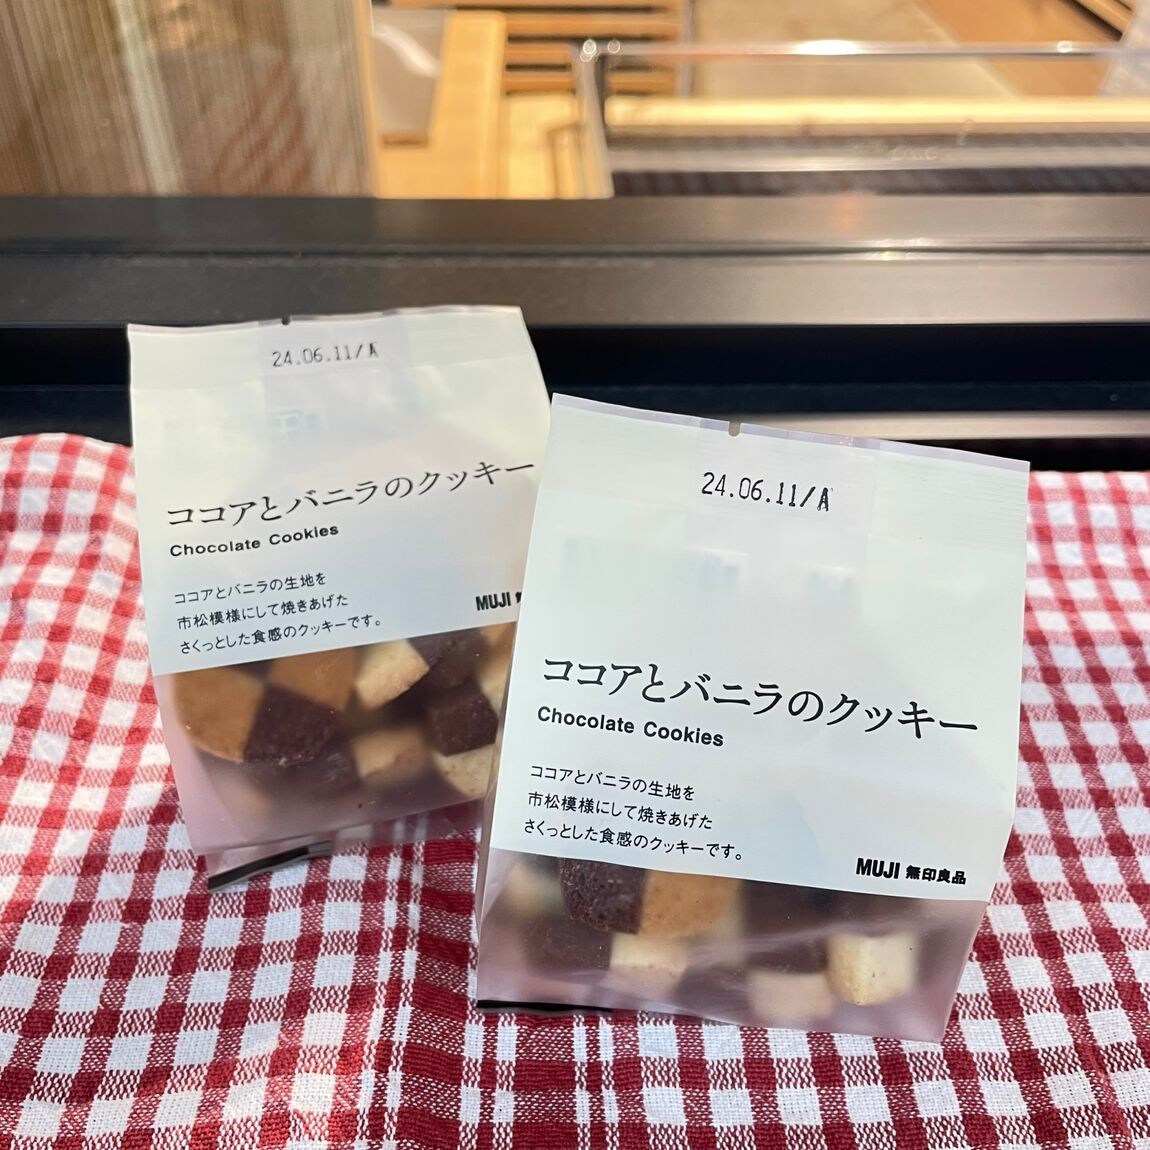 24.06.11/A
ココアとバニラのクッキー
Chocolate Cookies
ココアとバニラの生地を
市松模様にして焼きあげた
さくっとした食感のクッキーです。
MUJI
24.06.11/A
ココアとバニラのクッキー
Chocolate Cookies
ココアとバニラの生地を
市松模様にして焼きあげた
さくっとした食感のクッキーです。
MUJI 無印良品